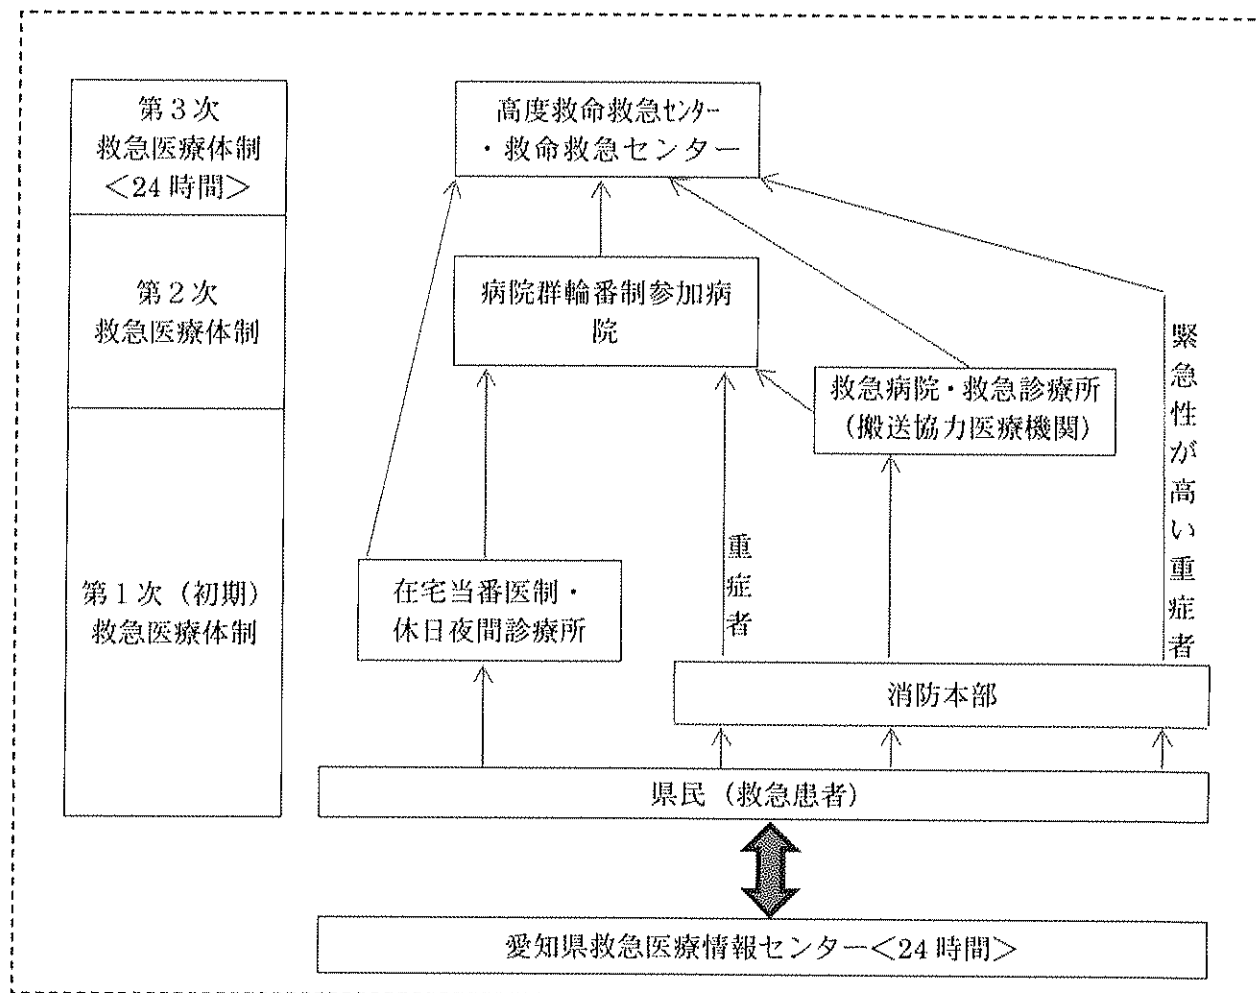 第３次
救急医療体制
＜24時間＞
高度救命救急ｾﾝﾀｰ
・救命救急センター
第２次
救急医療体制
病院群輪番制参加病
院
救急病院・救急診療所
（搬送協力医療機関）
緊急性が高い重症者
重症者
第１次（初期）
救急医療体制
在宅当番医制・
休日夜間診療所
消防本部
県民（救急患者）
愛知県救急医療情報センター＜24時間＞